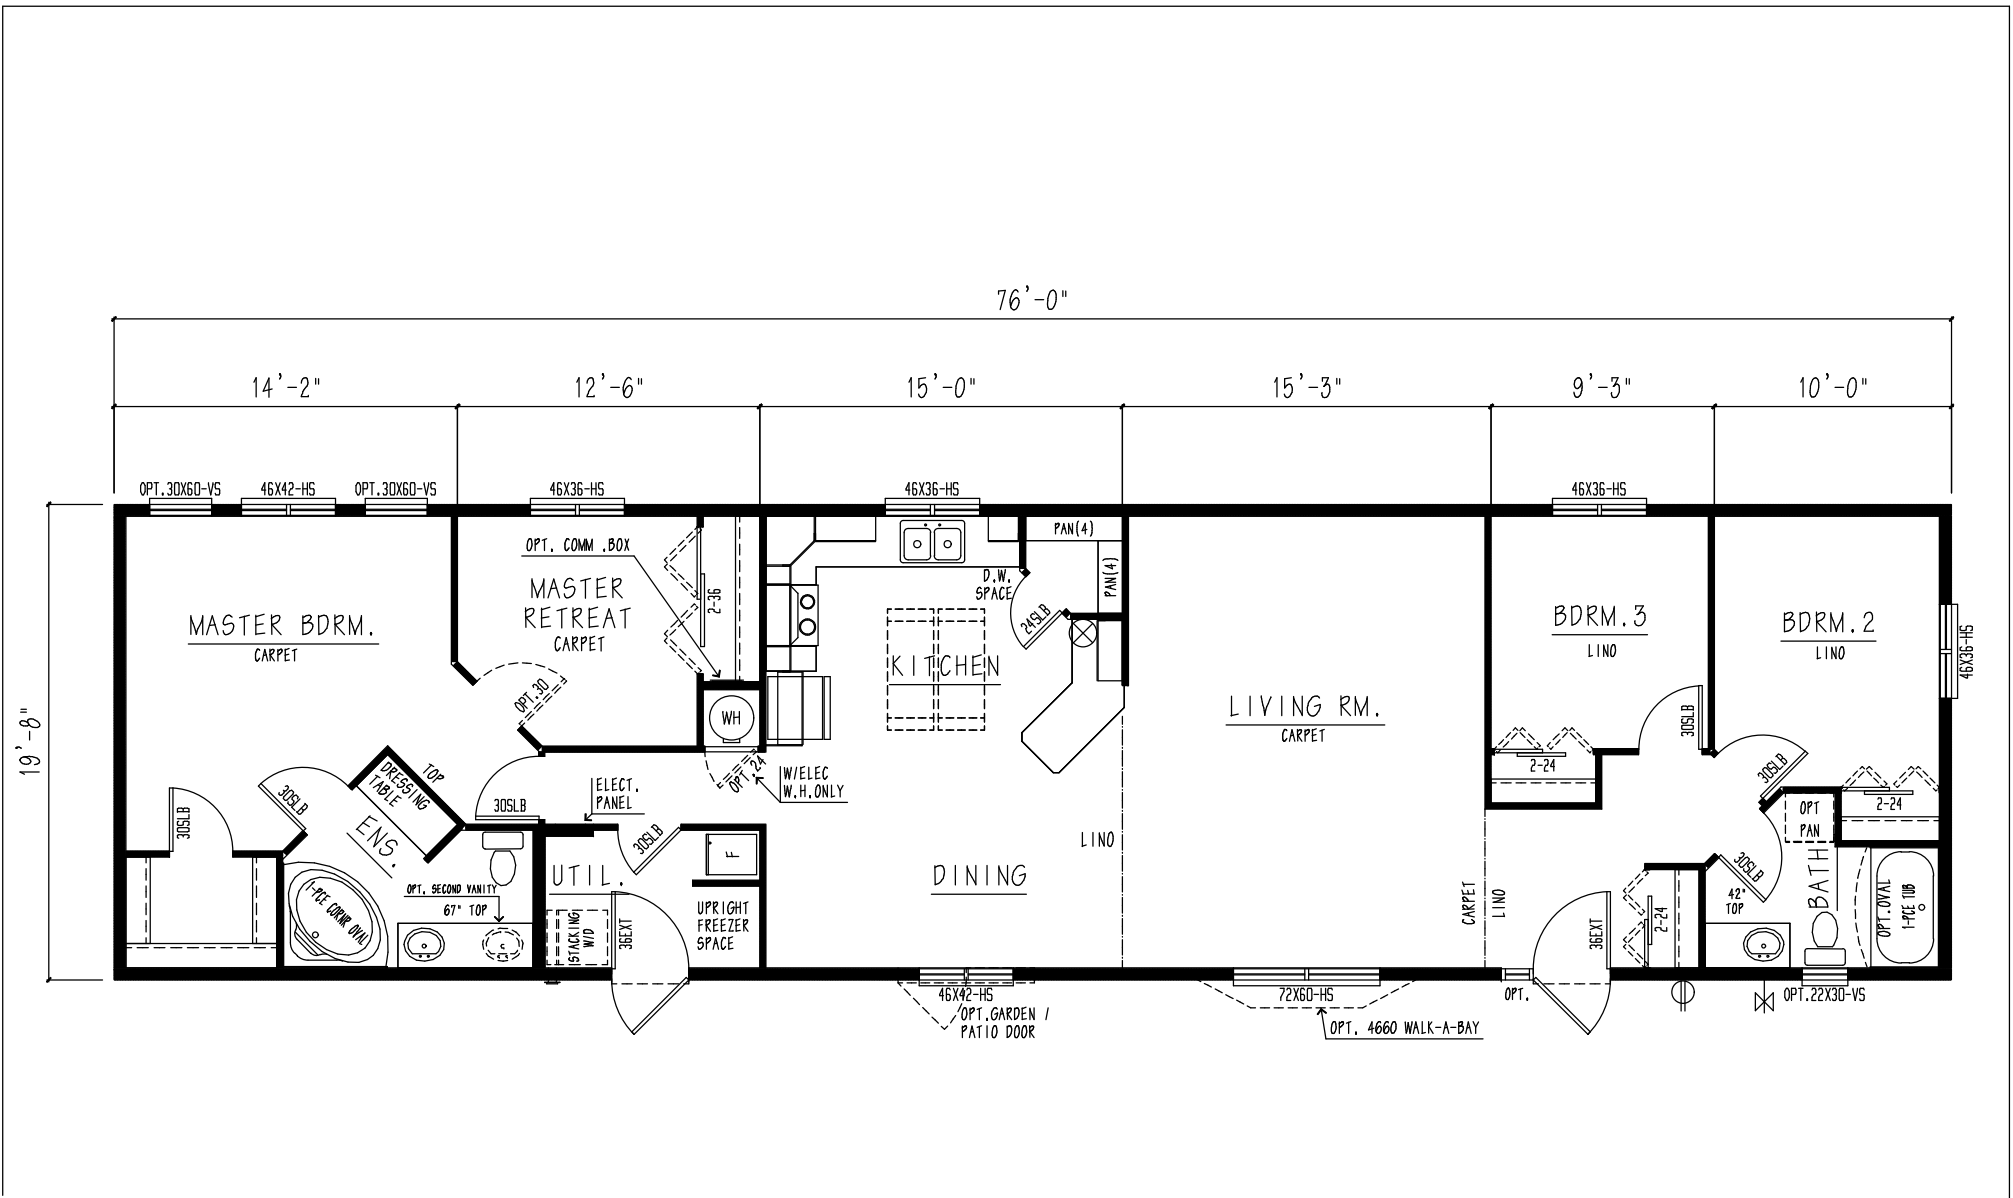 76'-0"
14'-2"
12'-6"
15'-0"
15'-3"
9'-3"
10'-0"
OPT.30X60-VS
46X42-HS
OPT.30X60-VS
46X36-HS
46X36-HS
46X36-HS
19'-8"
MASTER BDRM.
CARPET
OPT. COMM .BOX
MASTER
RETREAT
CARPET
2-36
OPT.30
WH
OPT.24
W/ELEC
W.H.ONLY
PAN(4)
PAN(4)
D.W.
SPACE
24SLB
KITCHEN
LIVING RM.
CARPET
BDRM.3
LINO
30SLB
2-24
BDRM.2
LINO
46X36-HS
30SLB
2-24
30SLB
30SLB
DRESSING
TABLE
TOP
ENS.
30SLB
ELECT.
PANEL
30SLB
F
UTIL.
OPT. SECOND VANITY
67" TOP
1-PCE CORNR OVAL
STACKING
W/D
36EXT
UPRIGHT
FREEZER
SPACE
DINING
LINO
CARPET
LINO
36EXT
2-24
OPT
PAN
30SLB
BATH
42"
TOP
OPT.OVAL
1-PCE TUB
46X42-HS
OPT.GARDEN /
PATIO DOOR
72X60-HS
OPT. 4660 WALK-A-BAY
OPT.
OPT.22X30-VS